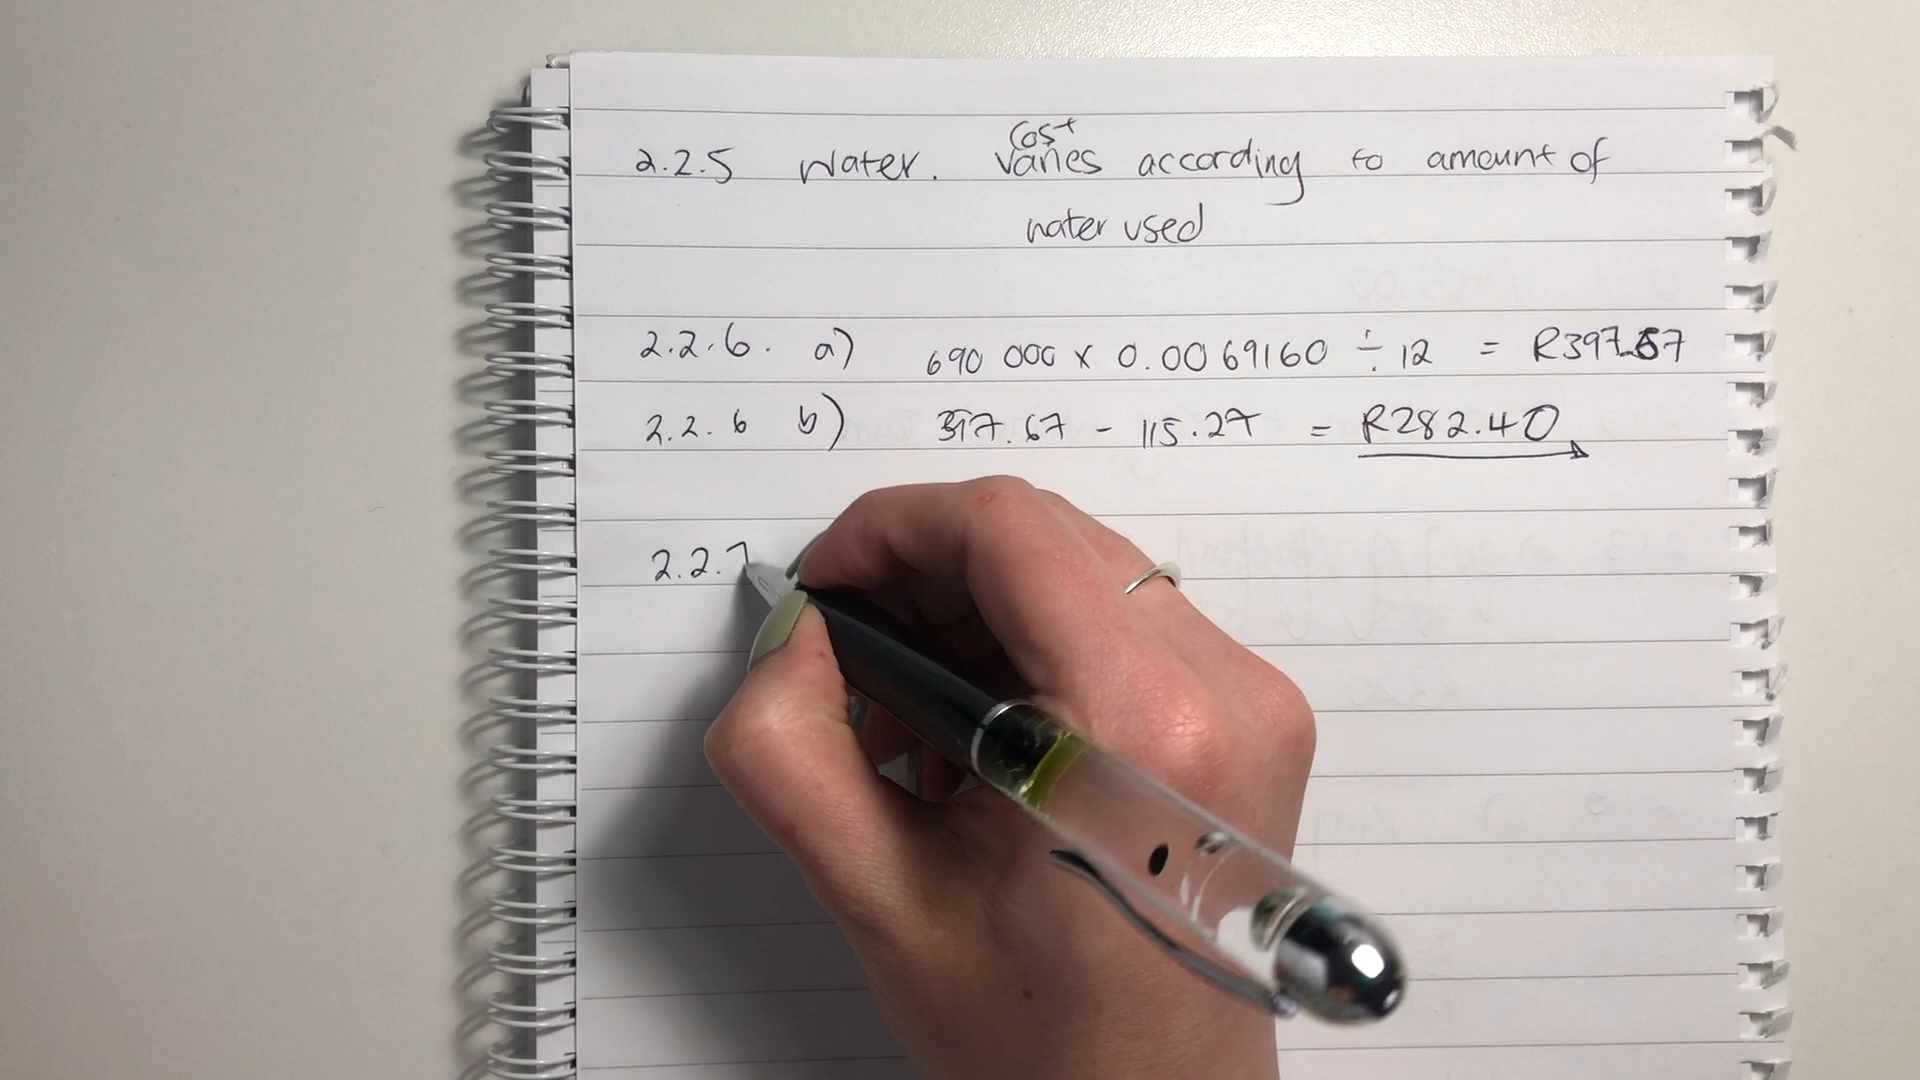 Cost
2.2.5 Water. varies according to amount of
water used
2.2.6. a) 690 000 x 0.0069160 ÷ 12 = R397.67
2.2.6 b) 397.67 - 115.27 = R282.40
2.2.7